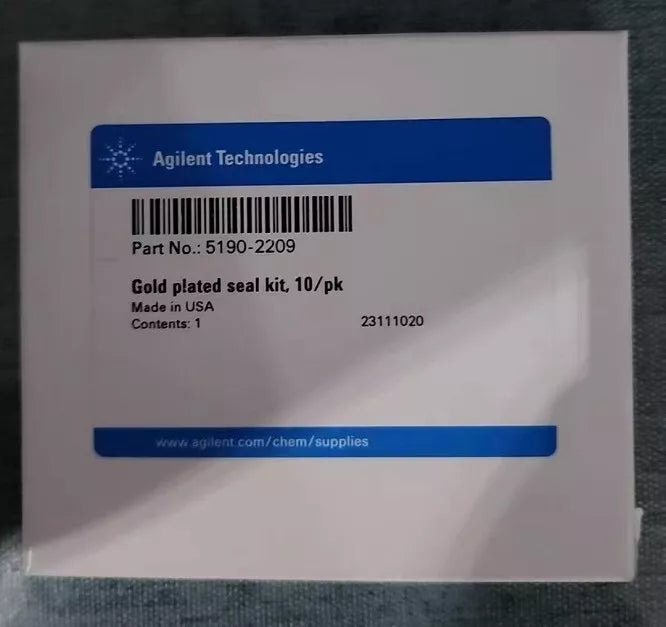 Agilent Technologies
Part No.: 5190-2209
Gold plated seal kit, 10/pk
Made in USA
Contents: 1 23111020
www.agilent.com/chem/supplies